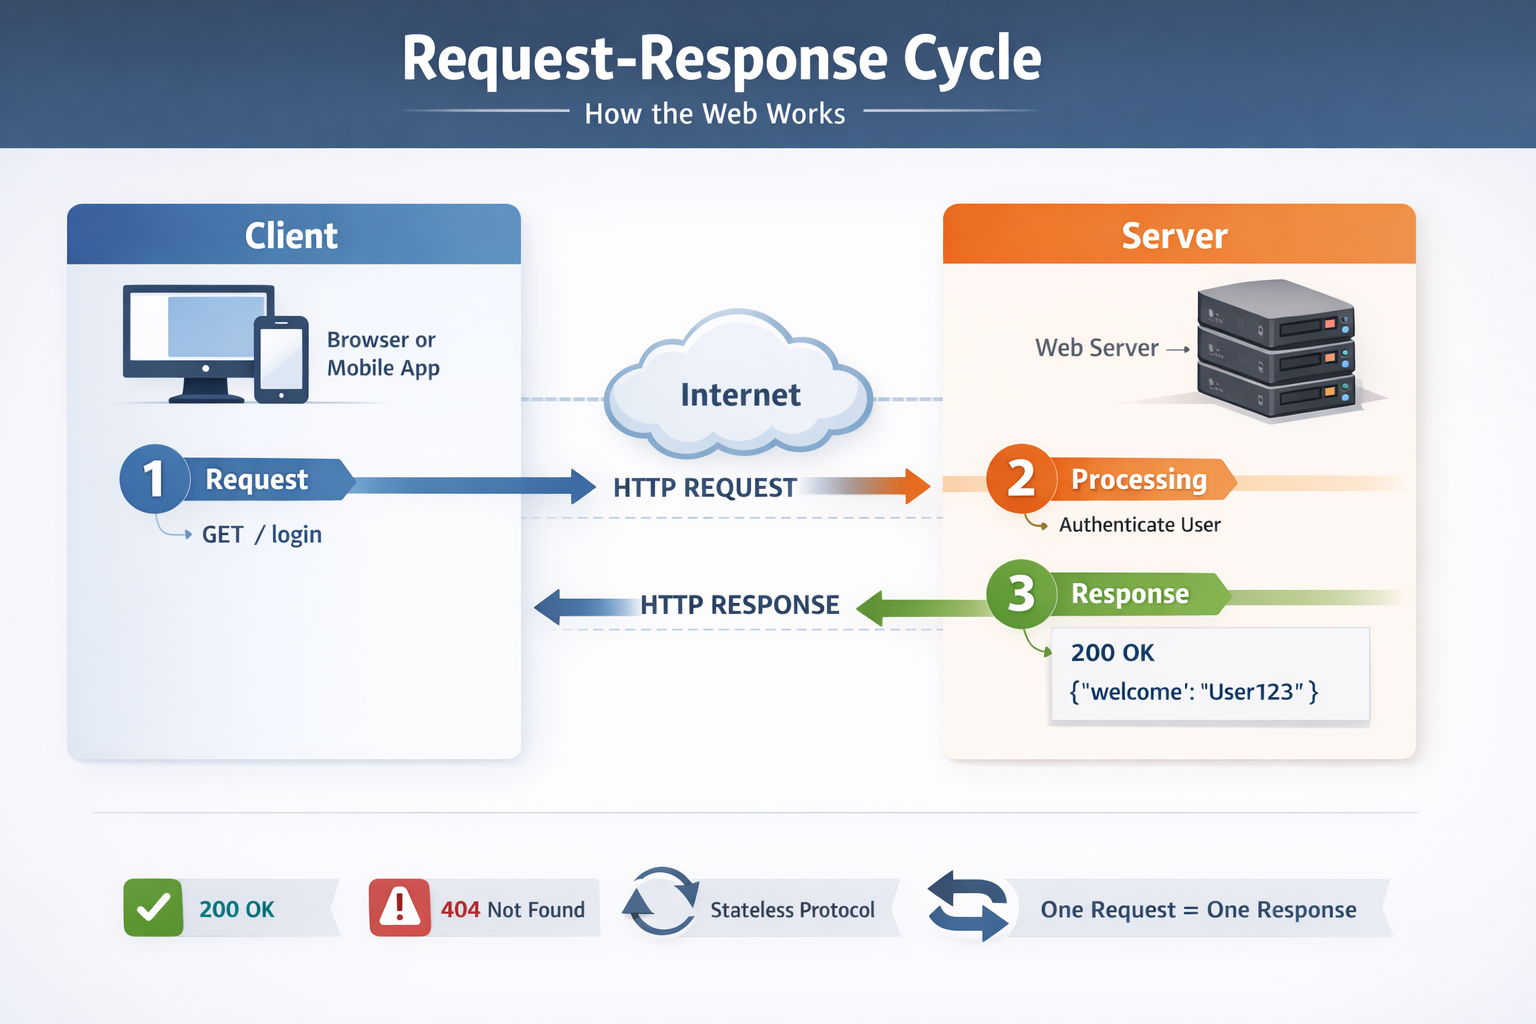 Request-Response Cycle
How the Web Works
Client
Browser or
Mobile App
1 Request
GET / login
Internet
HTTP REQUEST
HTTP RESPONSE
Server
Web Server
2 Processing
Authenticate User
3 Response
200 OK
{"welcome': "User123" }
200 OK
404 Not Found
Stateless Protocol
One Request = One Response